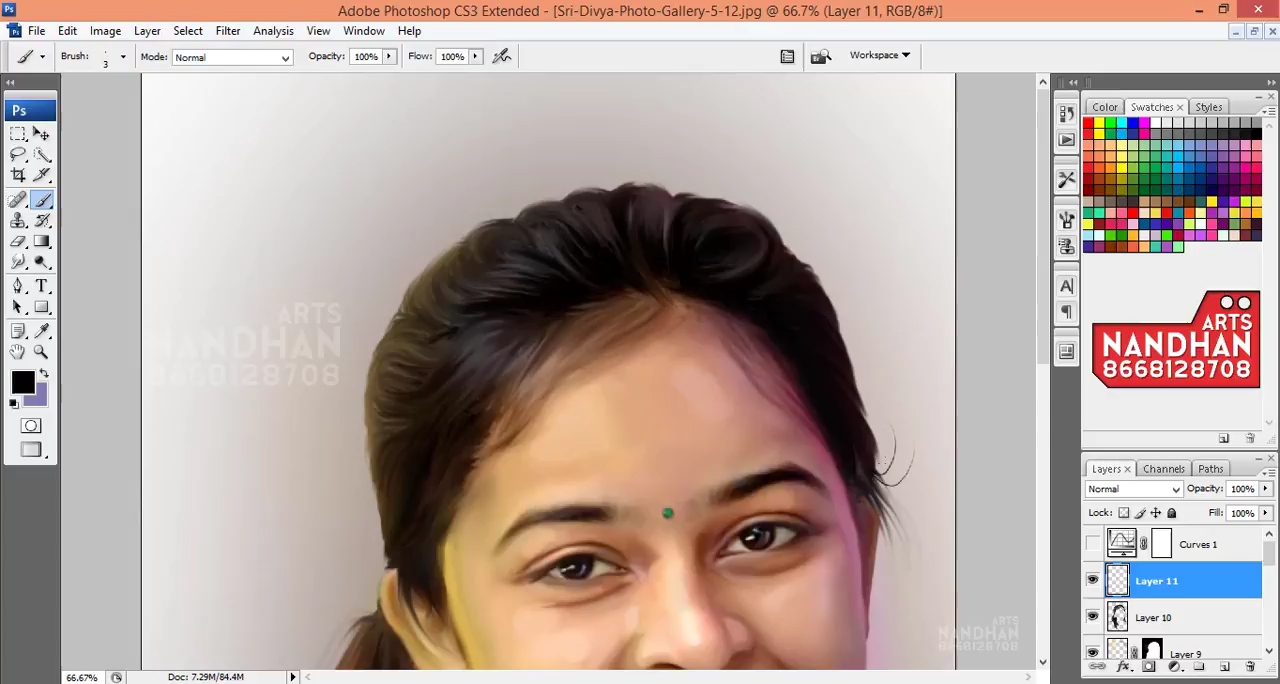 Adobe Photoshop CS3 Extended - [Sri-Divya-Photo-Gallery-5-12.jpg @ 66.7% (Layer 11, RGB/8#)]
File Edit Image Layer Select Filter Analysis View Window Help
Brush: 3 Mode: Normal Opacity: 100% Flow: 100% Workspace
Ps
Color Swatches Styles
ARTS
NANDHAN
8668128708
ARTS
NANDHAN
8668128708
Layers Channels Paths
Normal Opacity: 100%
Lock: Fill: 100%
Curves 1
Layer 11
Layer 10
Layer 9
ARTS
NANDHAN
8668128708
66.67% Doc: 7.29M/84.4M